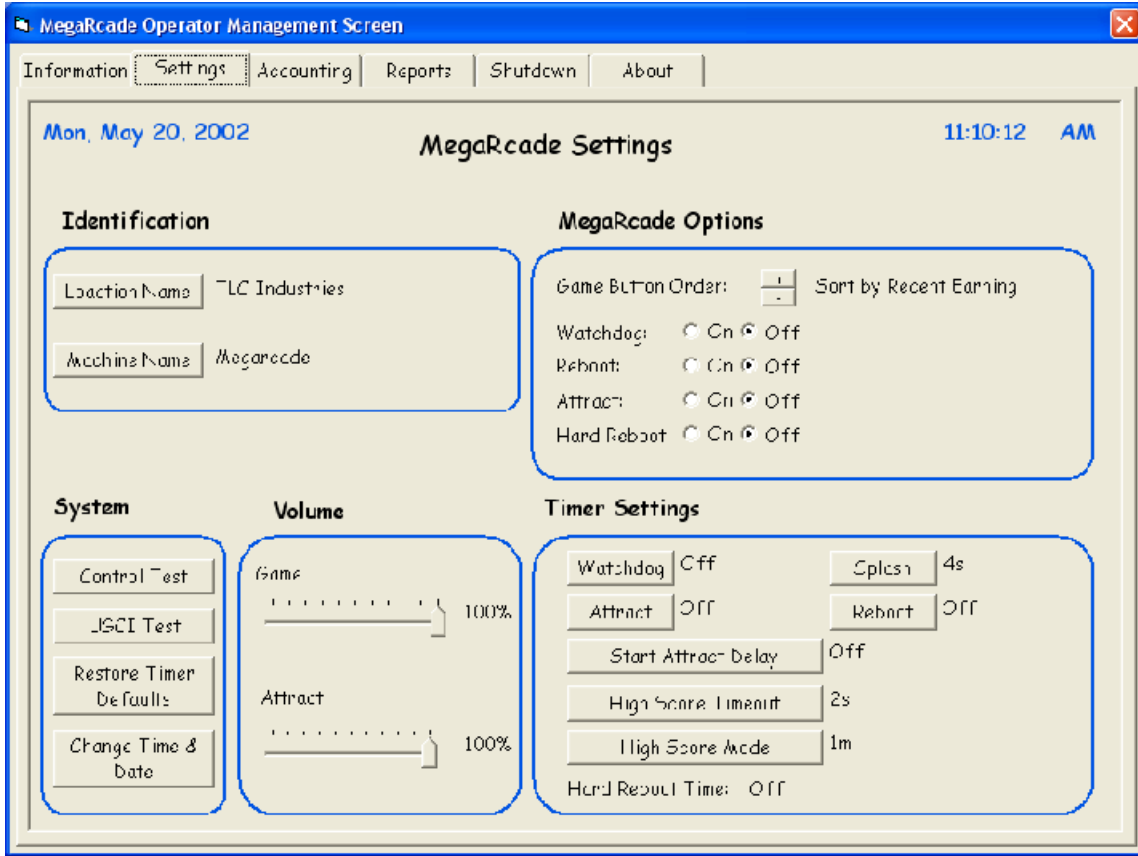 MegaRcade Operator Management Screen
Information Settings Accounting Reports Shutdown About
Mon, May 20, 2002
MegaRcade Settings
11:10:12 AM
Identification
Loaction Name TLC Industries
Machine Name Megarcade
MegaRcade Options
Game Button Order: Sort by Recent Earning
Watchdog: On Off
Reboot: On Off
Attract: On Off
Hard Reboot On Off
System
Control Test
USCI Test
Restore Timer
Defaults
Change Time &
Date
Volume
Game
100%
Attract
100%
Timer Settings
Watchdog Off Splash 4s
Attract Off Reboot Off
Start Attract Delay Off
High Score Timeout 2s
High Score Mode 1m
Hard Reboot Time: Off